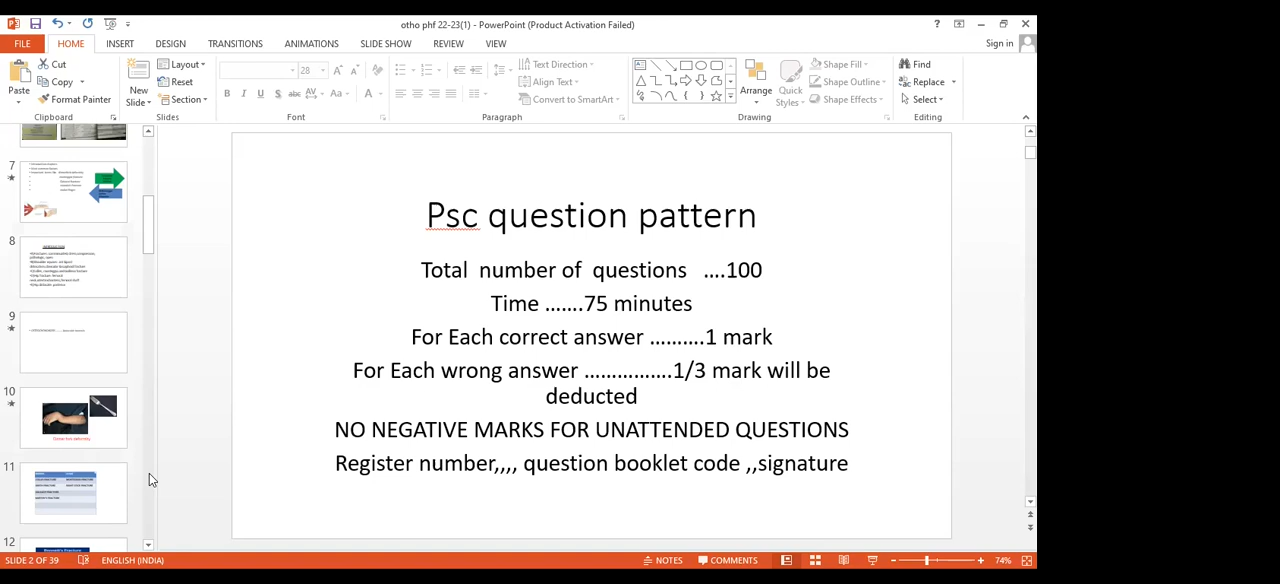 otho phf 22-23(1) - PowerPoint (Product Activation Failed)
FILE HOME INSERT DESIGN TRANSITIONS ANIMATIONS SLIDE SHOW REVIEW VIEW Sign in
Cut Layout 28 Text Direction Shape Fill Find
Copy Reset Align Text Shape Outline Replace
Paste Format Painter New Slide Section B I U S abc AV Aa A Convert to SmartArt Arrange Quick Styles Shape Effects Select
Clipboard Slides Font Paragraph Drawing Editing
7
8
9
10
11
12
Psc question pattern
Total number of questions ....100
Time .......75 minutes
For Each correct answer ..........1 mark
For Each wrong answer ................1/3 mark will be
deducted
NO NEGATIVE MARKS FOR UNATTENDED QUESTIONS
Register number,,,, question booklet code ,,signature
SLIDE 2 OF 39 ENGLISH (INDIA) NOTES COMMENTS 74%